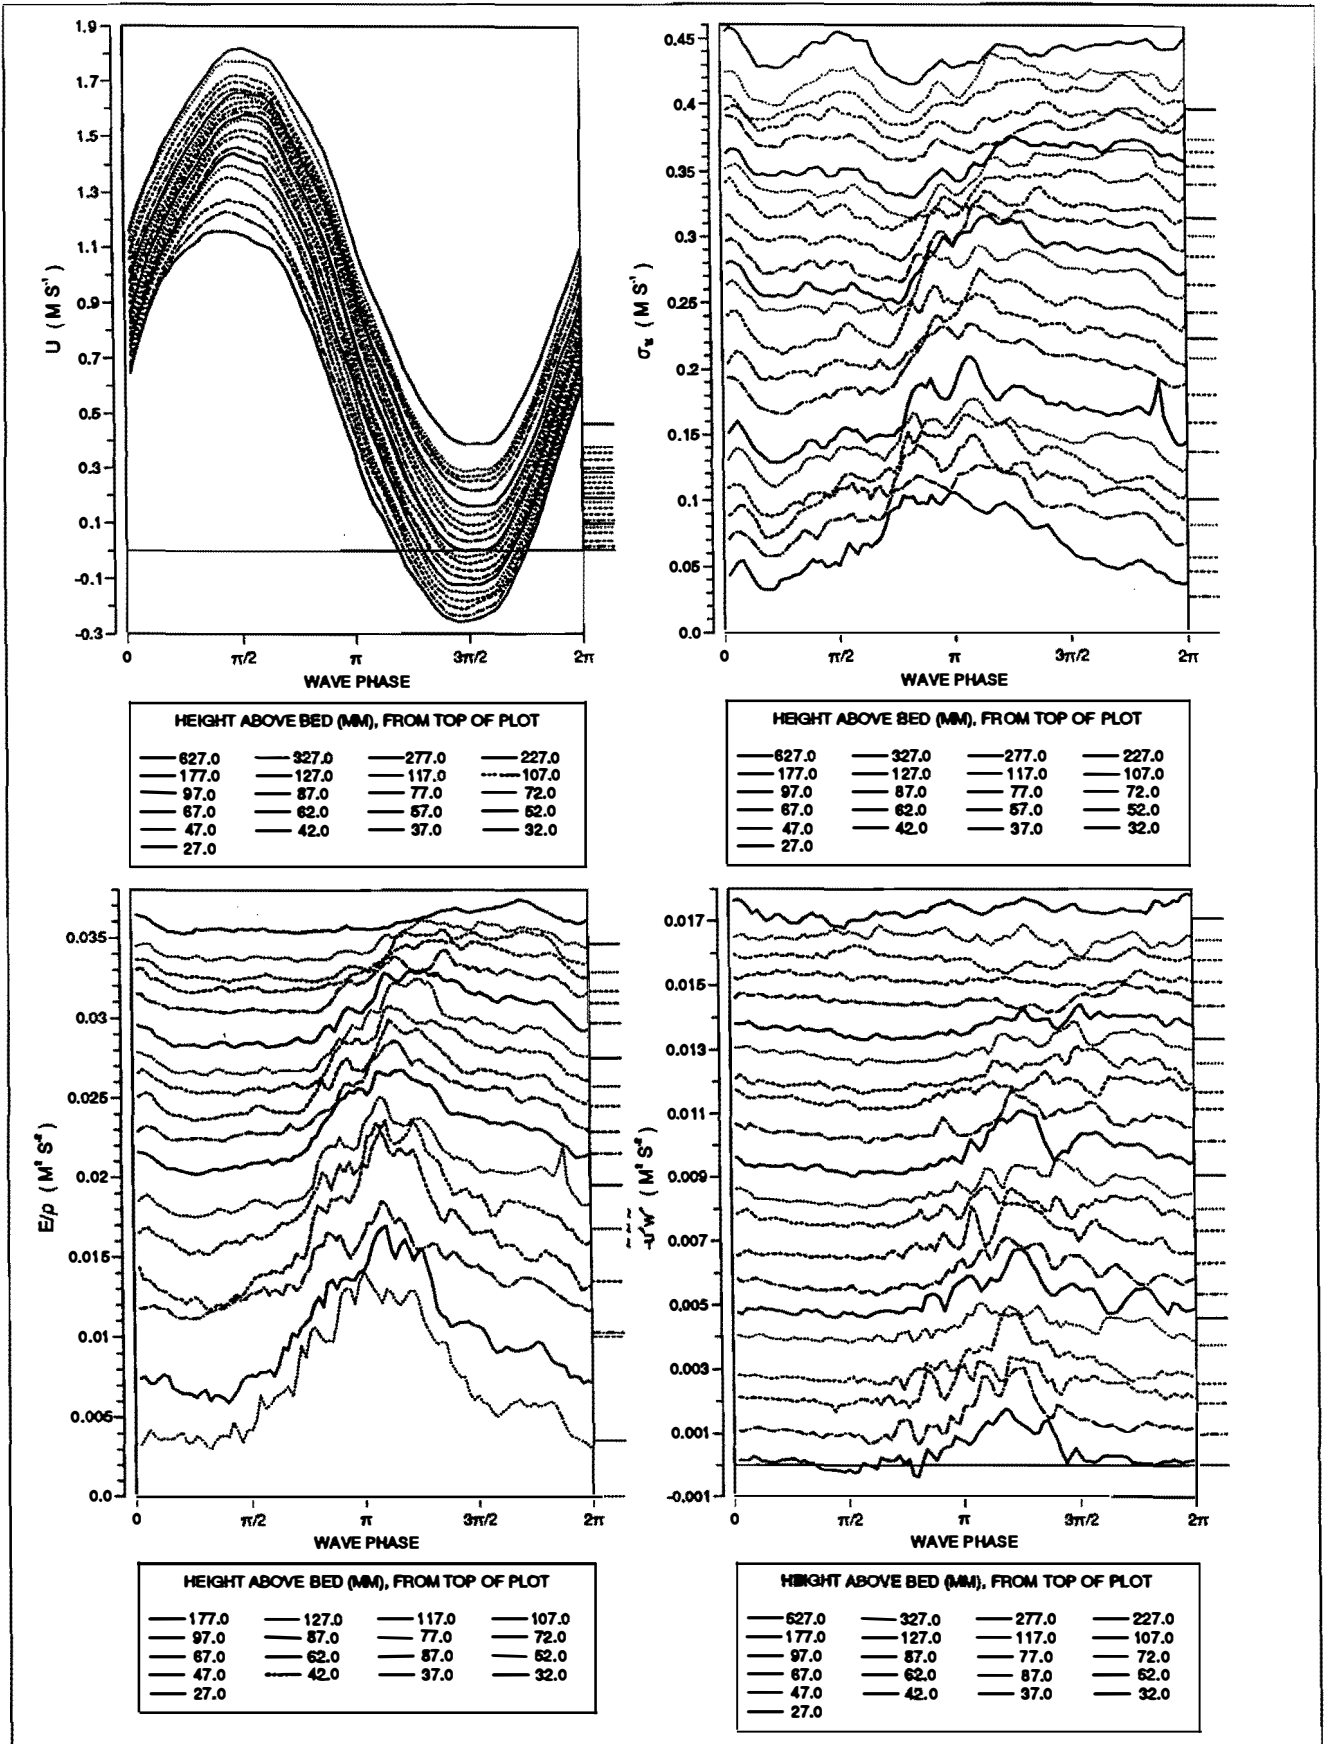 1.9
1.7
1.5
1.3
1.1
0.9
0.7
0.5
0.3
0.1
-0.1
-0.3
U ( M S⁻¹ )
0 π/2 π 3π/2 2π
WAVE PHASE
HEIGHT ABOVE BED (MM), FROM TOP OF PLOT
627.0 327.0 277.0 227.0
177.0 127.0 117.0 107.0
97.0 87.0 77.0 72.0
67.0 62.0 57.0 52.0
47.0 42.0 37.0 32.0
27.0
0.45
0.4
0.35
0.3
0.25
0.2
0.15
0.1
0.05
0.0
σᵤ ( M S⁻¹ )
0 π/2 π 3π/2 2π
WAVE PHASE
HEIGHT ABOVE BED (MM), FROM TOP OF PLOT
627.0 327.0 277.0 227.0
177.0 127.0 117.0 107.0
97.0 87.0 77.0 72.0
67.0 62.0 57.0 52.0
47.0 42.0 37.0 32.0
27.0
0.035
0.03
0.025
0.02
0.015
0.01
0.005
0.0
E/ρ ( M² S⁻² )
0 π/2 π 3π/2 2π
WAVE PHASE
HEIGHT ABOVE BED (MM), FROM TOP OF PLOT
177.0 127.0 117.0 107.0
97.0 87.0 77.0 72.0
67.0 62.0 57.0 52.0
47.0 42.0 37.0 32.0
27.0
0.017
0.015
0.013
0.011
0.009
0.007
0.005
0.003
0.001
-0.001
-u'w' ( M² S⁻² )
0 π/2 π 3π/2 2π
WAVE PHASE
HEIGHT ABOVE BED (MM), FROM TOP OF PLOT
627.0 327.0 277.0 227.0
177.0 127.0 117.0 107.0
97.0 87.0 77.0 72.0
67.0 62.0 57.0 52.0
47.0 42.0 37.0 32.0
27.0